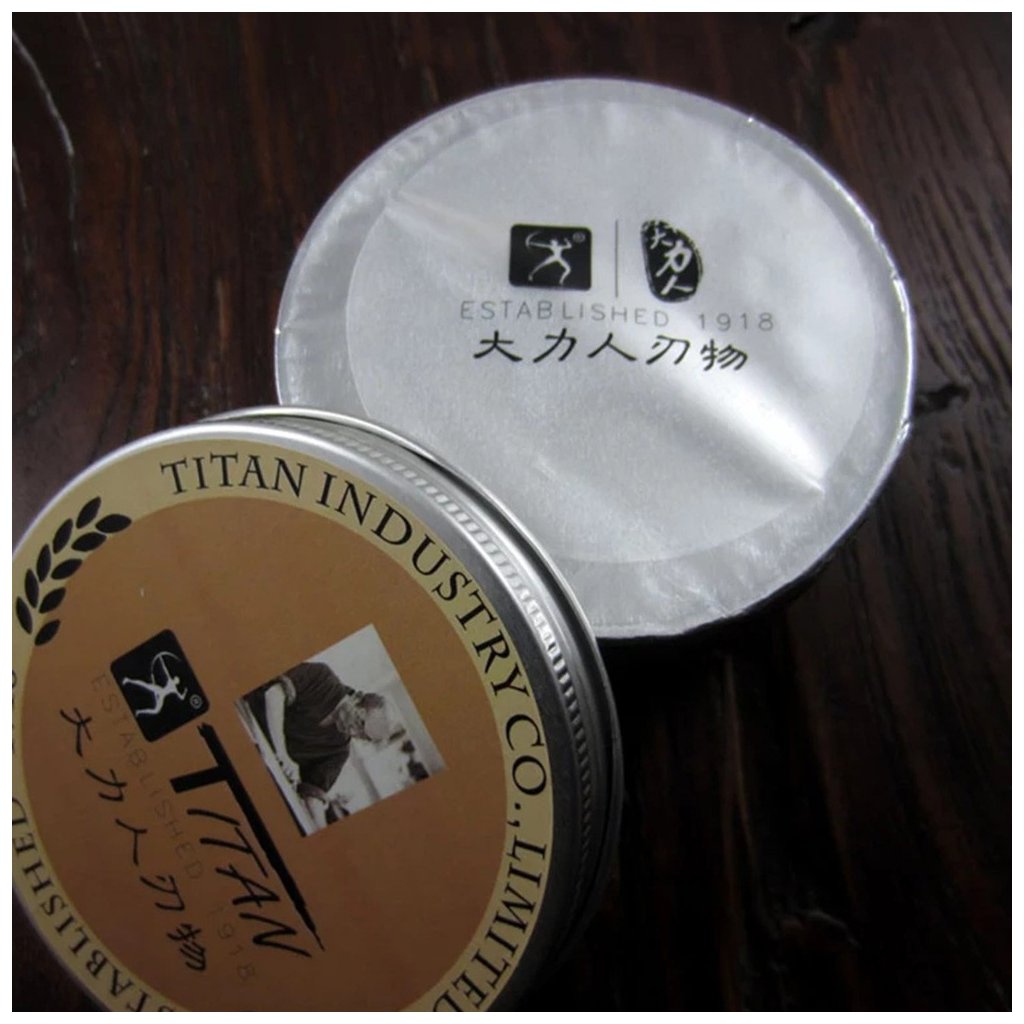 ®
大力人
ESTABLISHED 1918
大力人刃物
TITAN INDUSTRY CO., LIMITED
®
TITAN
ESTABLISHED 1918
大力人刃物
ESTABLISHED